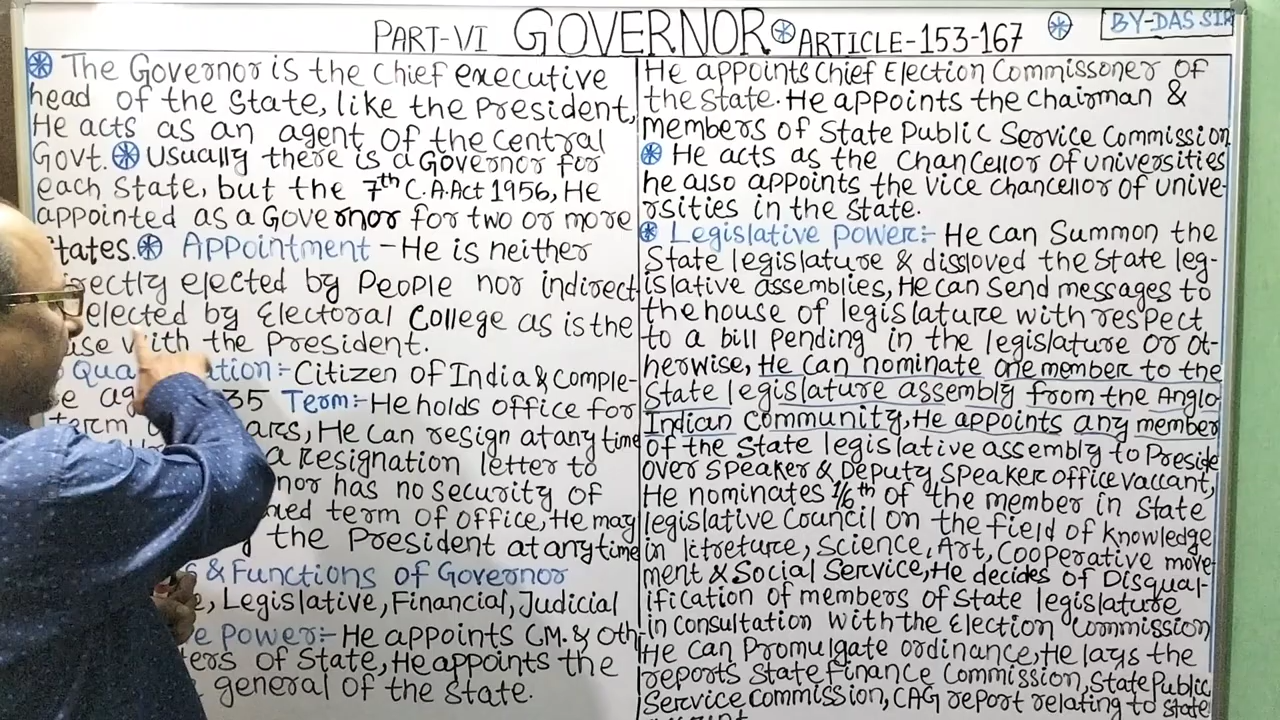 PART-VI GOVERNOR ARTICLE-153-167
BY-DAS SIR
The Governor is the chief executive
head of the State, like the President,
He acts as an agent of the central
Govt. Usually there is a Governor for
each State, but the 7th C.A.Act 1956, He
appointed as a Governor for two or more
tates. Appointment - He is neither
rectly elected by People nor indirect
elected by Electoral College as is the
se with the President.
Qua ation:- Citizen of India & comple-
e ag 35 Term:- He holds office for
term ars, He can resign at any time
a resignation letter to
nor has no security of
ned term of office, He may
the President at any time
& Functions of Governor
e, Legislative, Financial, Judicial
e Power:- He appoints C.M. & oth
ers of State, He appoints the
general of the State.
He appoints Chief Election Commissoner of
the State. He appoints the Chairman &
members of State Public Service Commission
He acts as the Chancellor of universities
he also appoints the vice chancellor of unive-
rsities in the State.
Legislative power:- He can Summon the
State legislature & dissloved the State leg-
islative assemblies, He can Send messages to
the house of legislature with respect
to a bill pending in the legislature or ot-
herwise, He can nominate one member to the
State legislature assembly from the Anglo
Indian Community, He appoints any member
of the State legislative assembly to Preside
over Speaker & Deputy Speaker office vaccant,
He nominates 1/6th of the member in State
legislative Council on the field of knowledge
in litreture, Science, Art, Cooperative move-
ment & Social Service, He decides of Disqual-
ification of members of State legislature
in consultation with the Election Commission
He can Promulgate ordinance, He lays the
reports State Finance Commission, State Public
Service Commission, CAG report relating to State